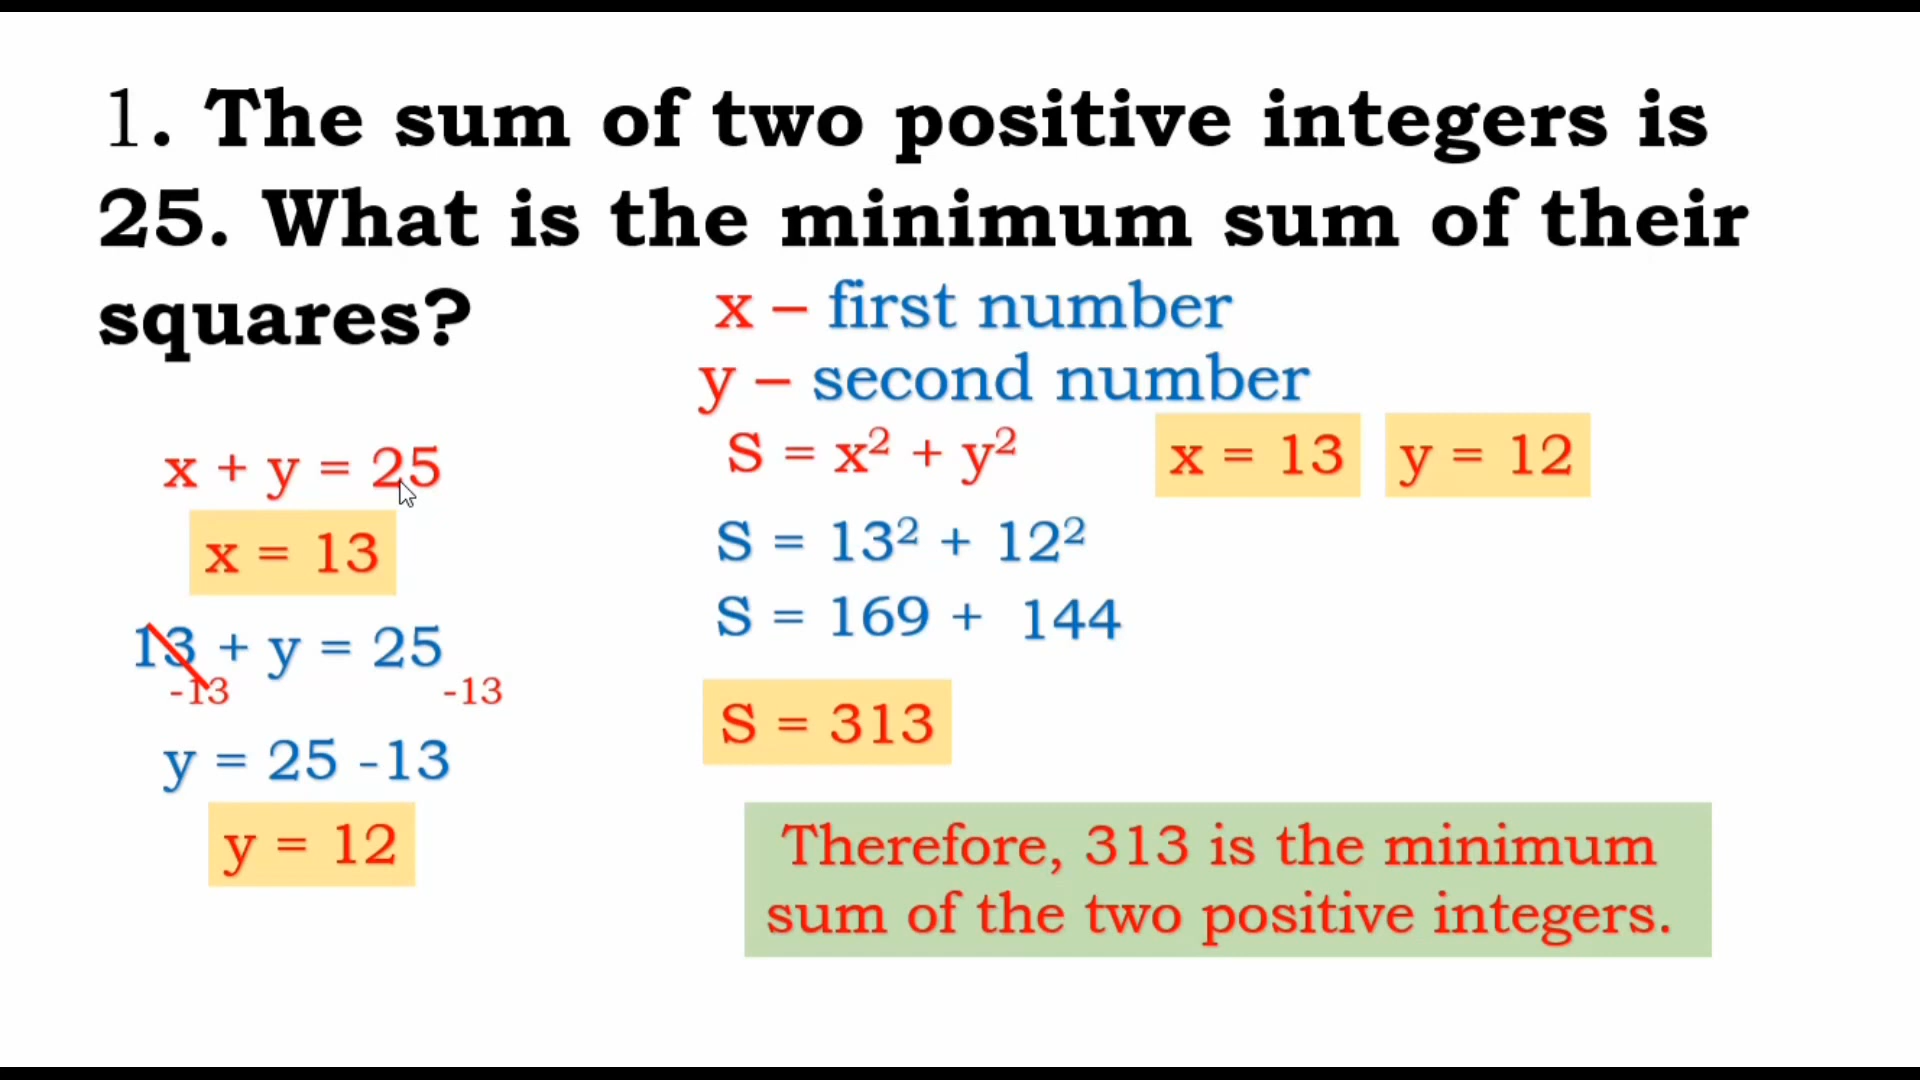 1. The sum of two positive integers is
25. What is the minimum sum of their
squares?
x – first number
y – second number
x + y = 25
x = 13
13 + y = 25
-13 -13
y = 25 -13
y = 12
S = x² + y²
x = 13
y = 12
S = 13² + 12²
S = 169 + 144
S = 313
Therefore, 313 is the minimum
sum of the two positive integers.